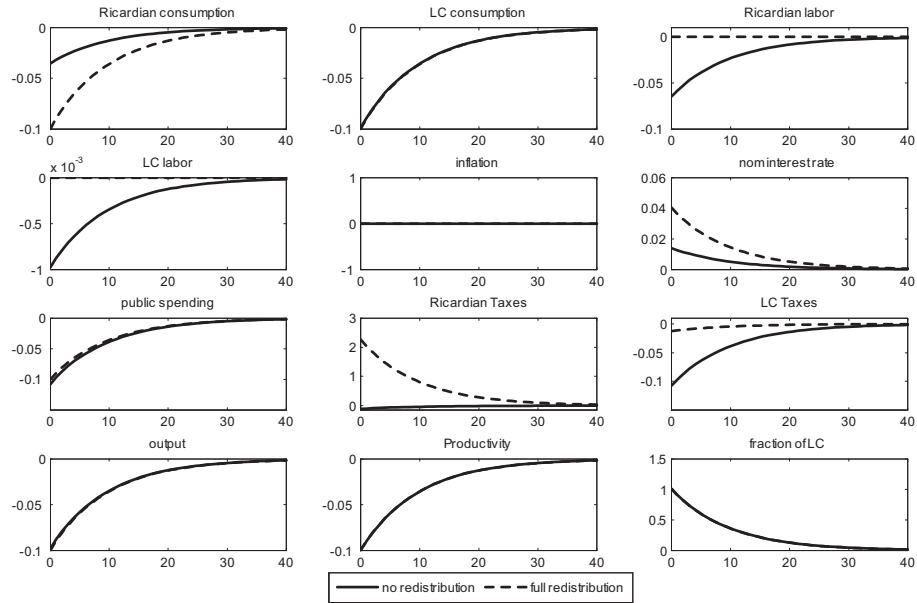 Ricardian consumption
0
-0.05
-0.1
0 10 20 30 40
LC consumption
0
-0.05
-0.1
0 10 20 30 40
Ricardian labor
0
-0.05
-0.1
0 10 20 30 40
x 10-3
LC labor
0
-0.5
-1
0 10 20 30 40
inflation
1
0
-1
0 10 20 30 40
nom interest rate
0.06
0.04
0.02
0
0 10 20 30 40
public spending
0
-0.05
-0.1
0 10 20 30 40
Ricardian Taxes
3
2
1
0
0 10 20 30 40
LC Taxes
0
-0.05
-0.1
0 10 20 30 40
output
0
-0.05
-0.1
0 10 20 30 40
Productivity
0
-0.05
-0.1
0 10 20 30 40
fraction of LC
1.5
1
0.5
0
0 10 20 30 40
no redistribution full redistribution